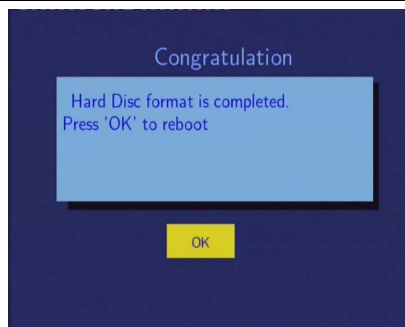 Congratulation
Hard Disc format is completed.
Press 'OK' to reboot
OK